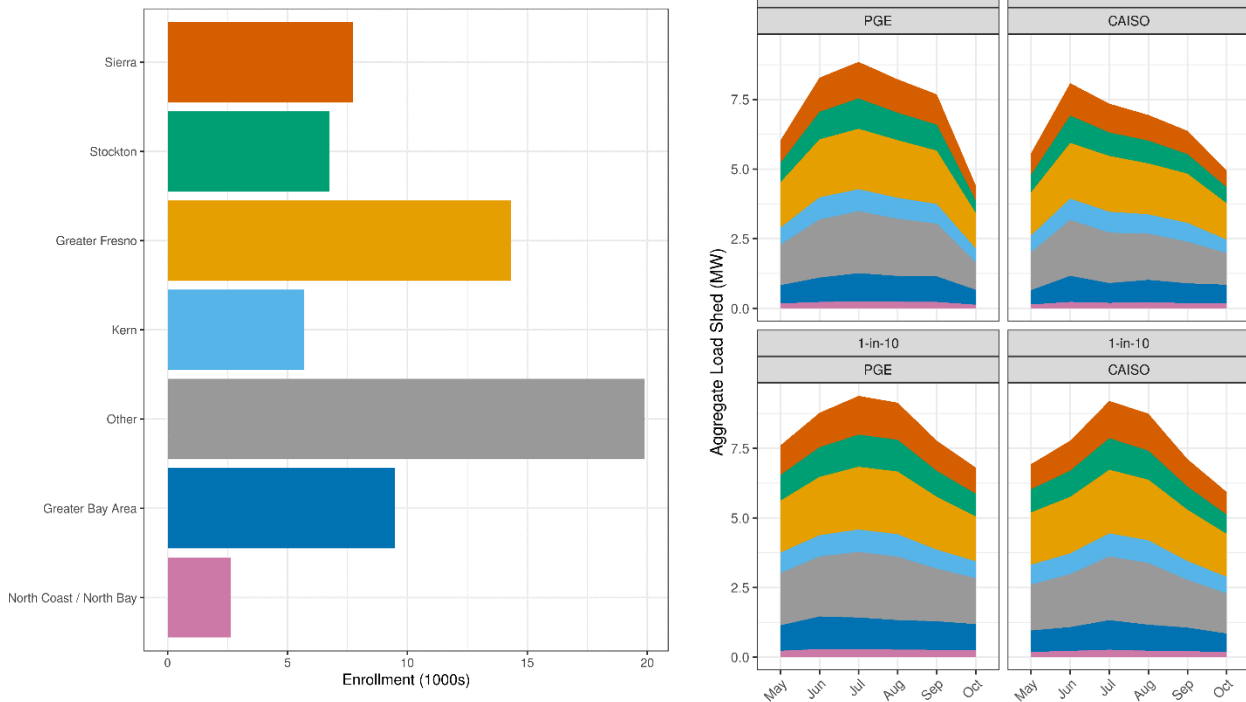 Sierra
Stockton
Greater Fresno
Kern
Other
Greater Bay Area
North Coast / North Bay
0
5
10
15
20
Enrollment (1000s)
Aggregate Load Shed (MW)
PGE
CAISO
7.5
5.0
2.5
0.0
1-in-10
1-in-10
PGE
CAISO
7.5
5.0
2.5
0.0
May
Jun
Jul
Aug
Sep
Oct
May
Jun
Jul
Aug
Sep
Oct